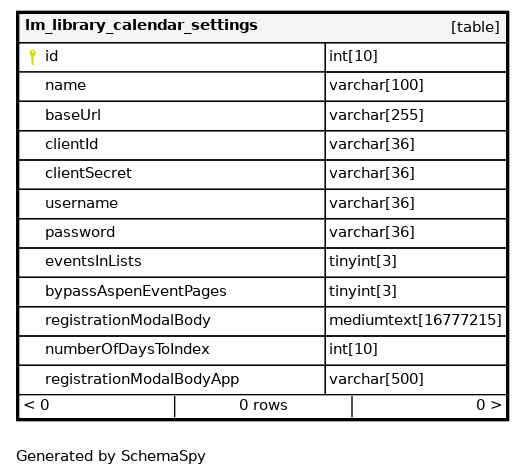 lm_library_calendar_settings [table]
id int[10]
name varchar[100]
baseUrl varchar[255]
clientId varchar[36]
clientSecret varchar[36]
username varchar[36]
password varchar[36]
eventsInLists tinyint[3]
bypassAspenEventPages tinyint[3]
registrationModalBody mediumtext[16777215]
numberOfDaysToIndex int[10]
registrationModalBodyApp varchar[500]
< 0 0 rows 0 >
Generated by SchemaSpy